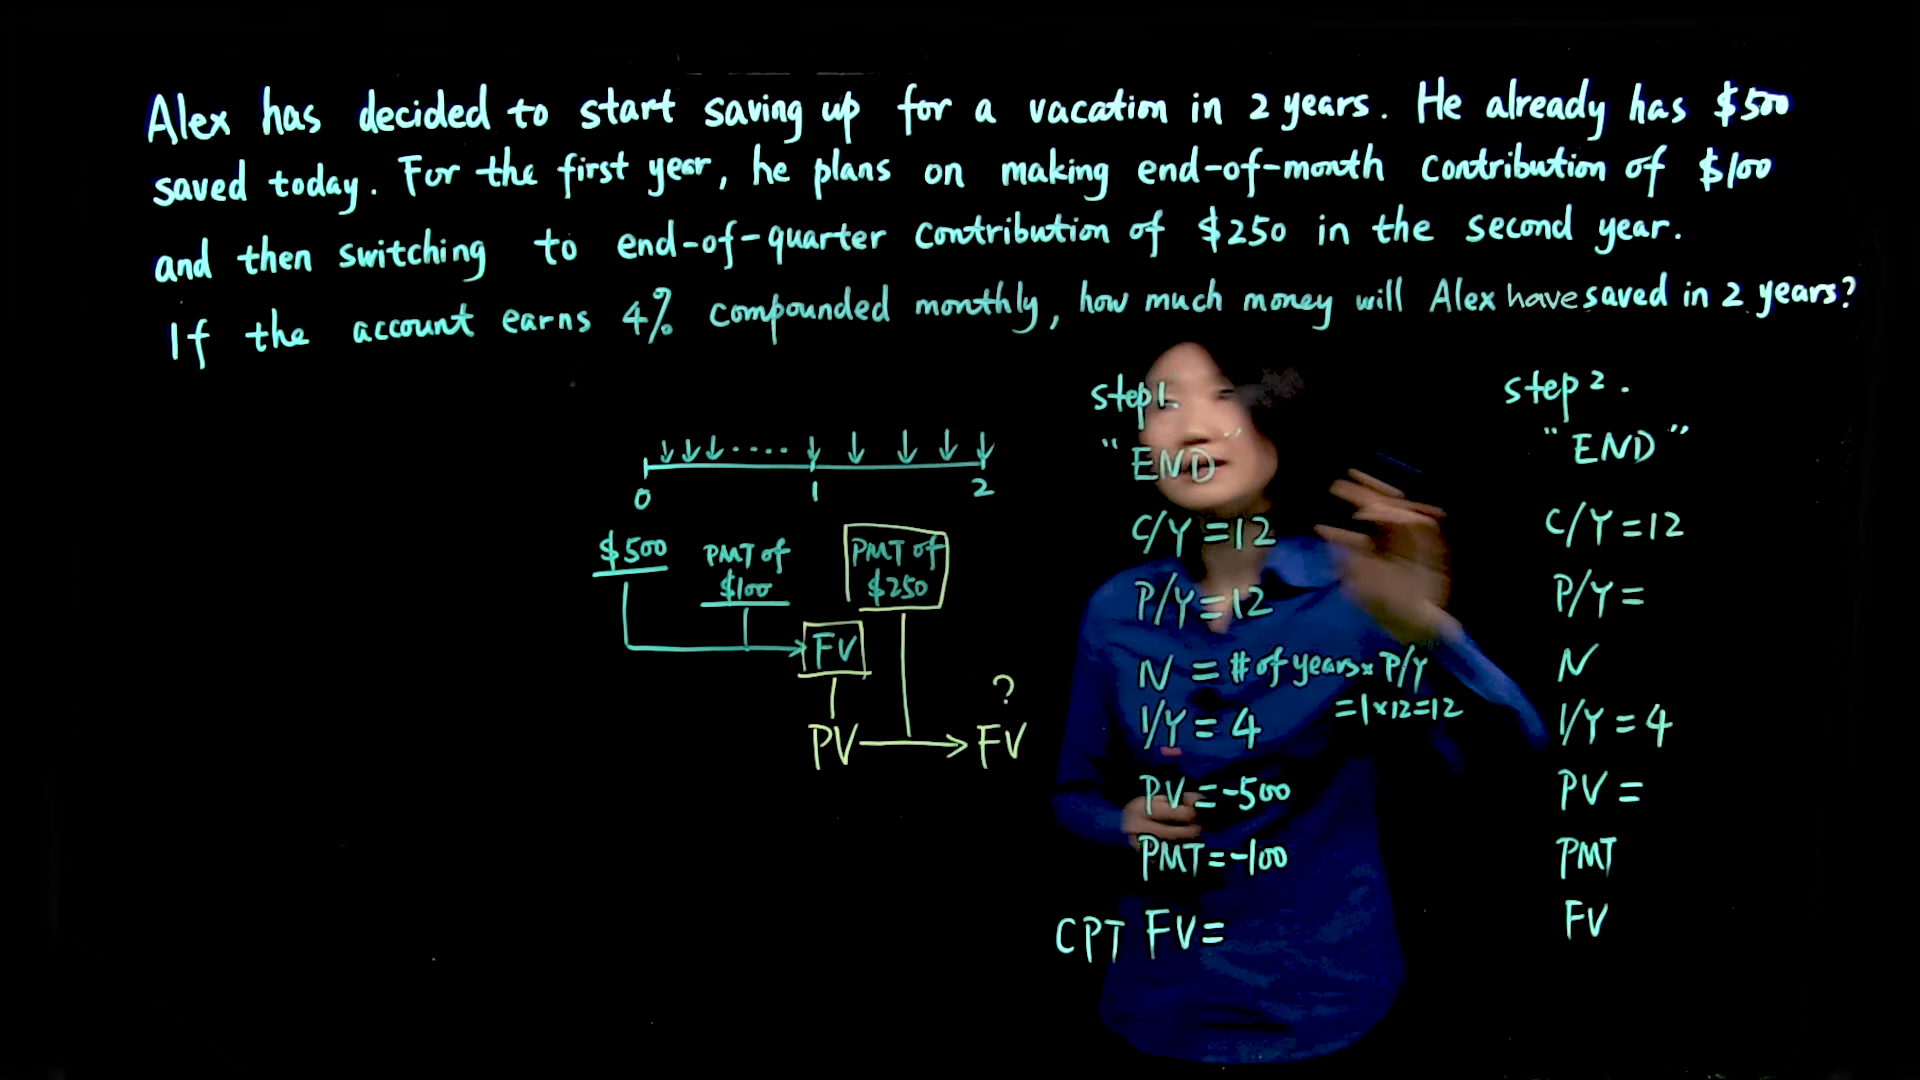 Alex has decided to start saving up for a vacation in 2 years. He already has $500
saved today. For the first year, he plans on making end-of-month contribution of $100
and then switching to end-of-quarter contribution of $250 in the second year.
If the account earns 4% compounded monthly, how much money will Alex have saved in 2 years?
0 1 2
$500
PMT of
$100
PMT of
$250
FV
?
PV FV
step 1.
"END
C/Y = 12
P/Y = 12
N = # of years × P/Y
= 1 × 12 = 12
I/Y = 4
PV = -500
PMT = -100
CPT FV =
step 2.
"END"
C/Y = 12
P/Y =
N
I/Y = 4
PV =
PMT
FV